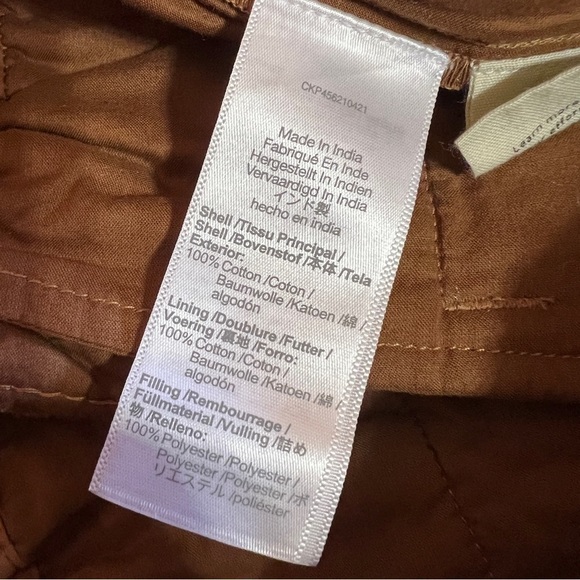 CKP456210421
Made In India
Fabriqué En Inde
Hergestellt In Indien
Vervaardigd In India
インド製
hecho en india
Shell /Tissu Principal /
Shell /Bovenstof /本体 /Tela
Exterior:
100% Cotton /Coton /
Baumwolle /Katoen /綿 /
algodón
Lining /Doublure /Futter /
Voering /裏地 /Forro:
100% Cotton /Coton /
Baumwolle /Katoen /綿 /
algodón
Filling /Rembourrage /
Füllmaterial /Vulling /詰め
物 /Relleno:
100% Polyester /Polyester /
Polyester /Polyester /ポ
リエステル /poliéster
Learn more